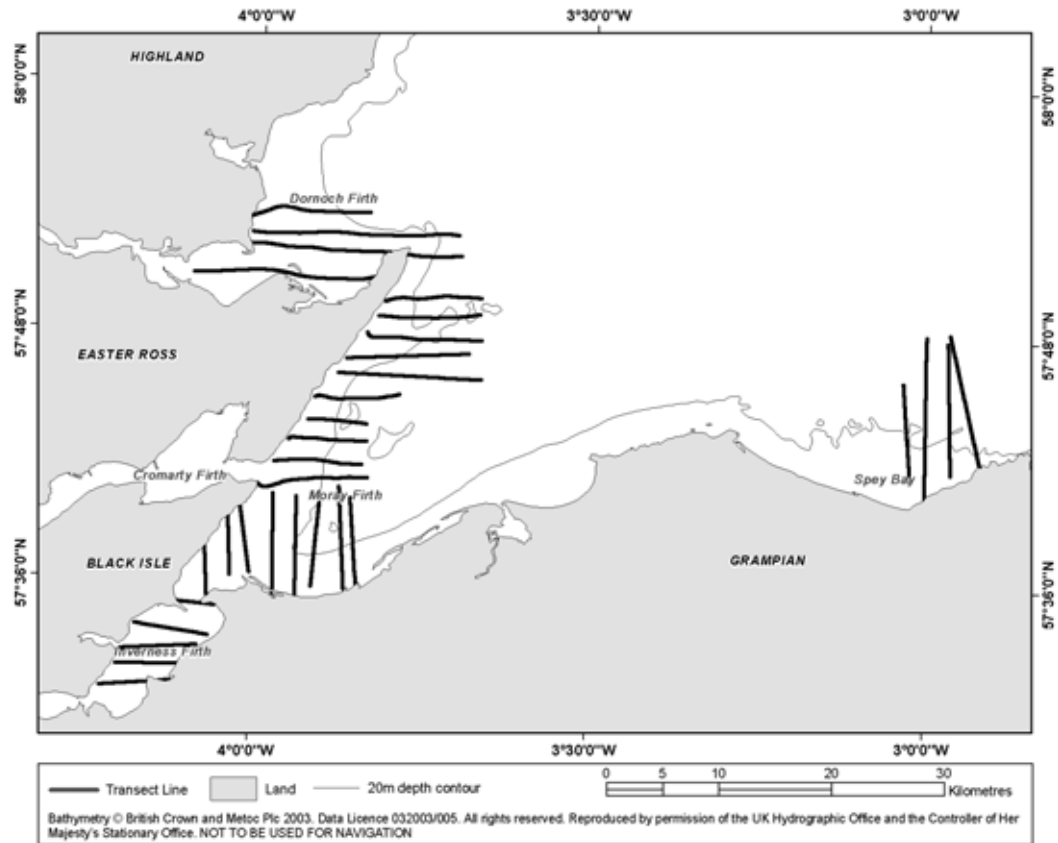 4°0'0"W 3°30'0"W 3°0'0"W
HIGHLAND
58°0'0"N 58°0'0"N
Dornoch Firth
57°48'0"N 57°48'0"N
EASTER ROSS
Cromarty Firth
Spey Bay
Moray Firth
BLACK ISLE
GRAMPIAN
57°36'0"N 57°36'0"N
Inverness Firth
4°0'0"W 3°30'0"W 3°0'0"W
0 5 10 20 30
Transect Line Land 20m depth contour Kilometres
Bathymetry © British Crown and Metoc Plc 2003. Data Licence 032003/005. All rights reserved. Reproduced by permission of the UK Hydrographic Office and the Controller of Her
Majesty's Stationary Office. NOT TO BE USED FOR NAVIGATION